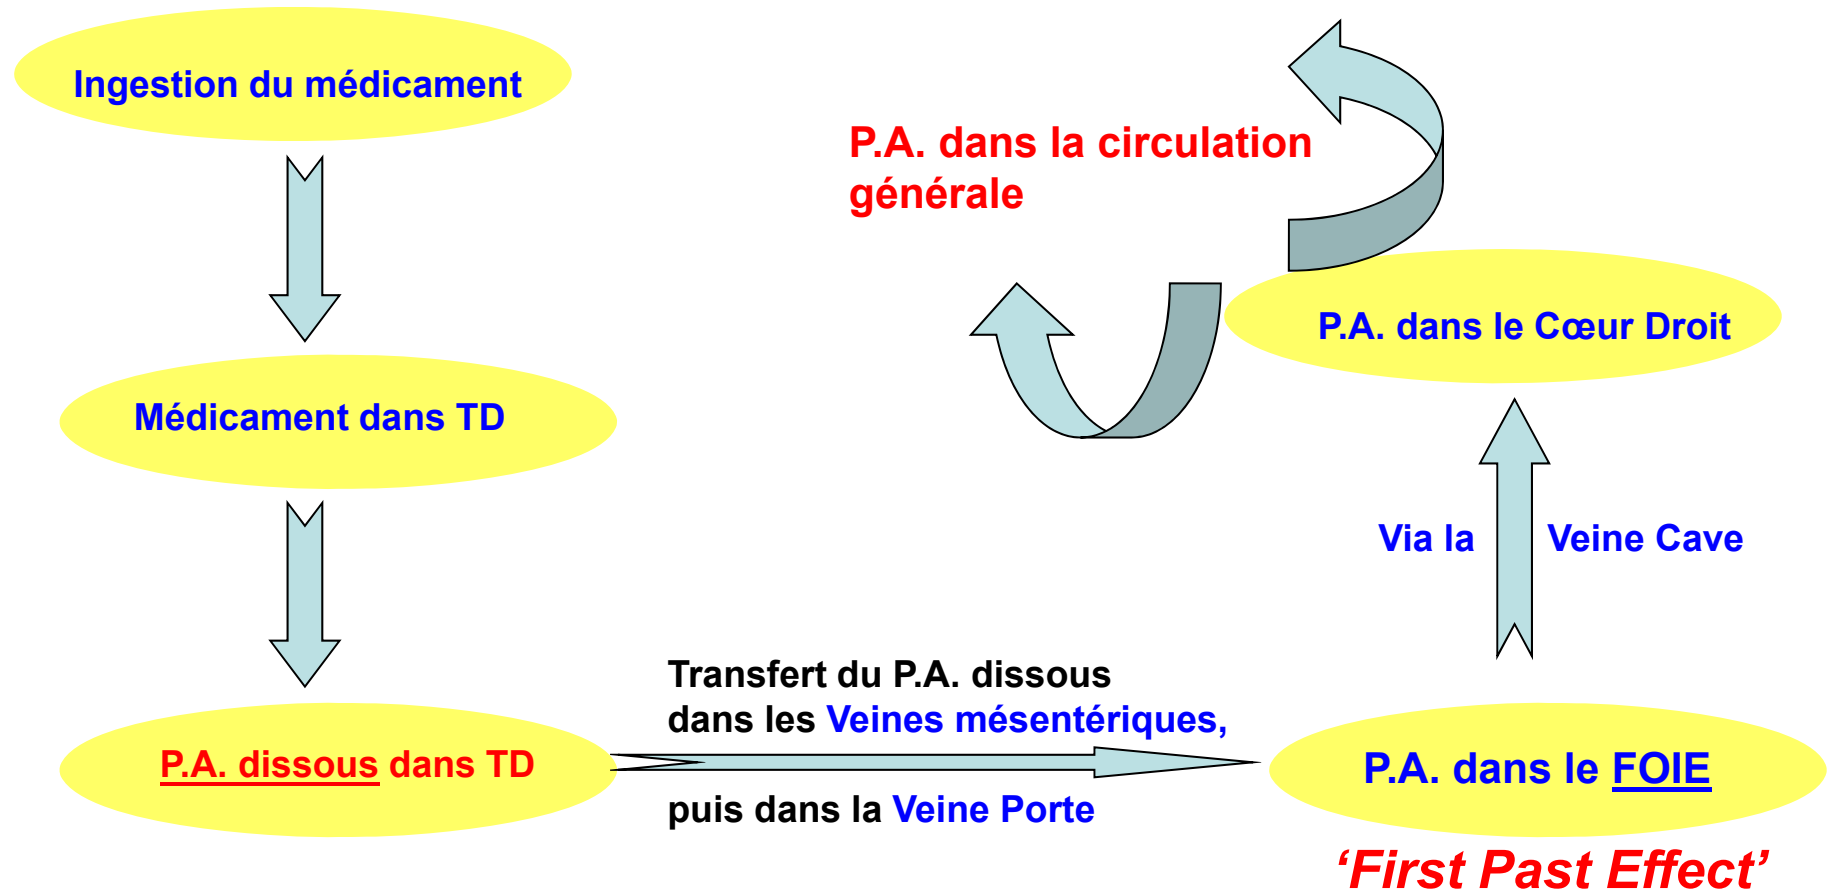 Ingestion du médicament
Médicament dans TD
P.A. dissous dans TD
Transfert du P.A. dissous
dans les Veines mésentériques,
puis dans la Veine Porte
P.A. dans le FOIE
‘First Past Effect’
Via la Veine Cave
P.A. dans le Cœur Droit
P.A. dans la circulation
générale